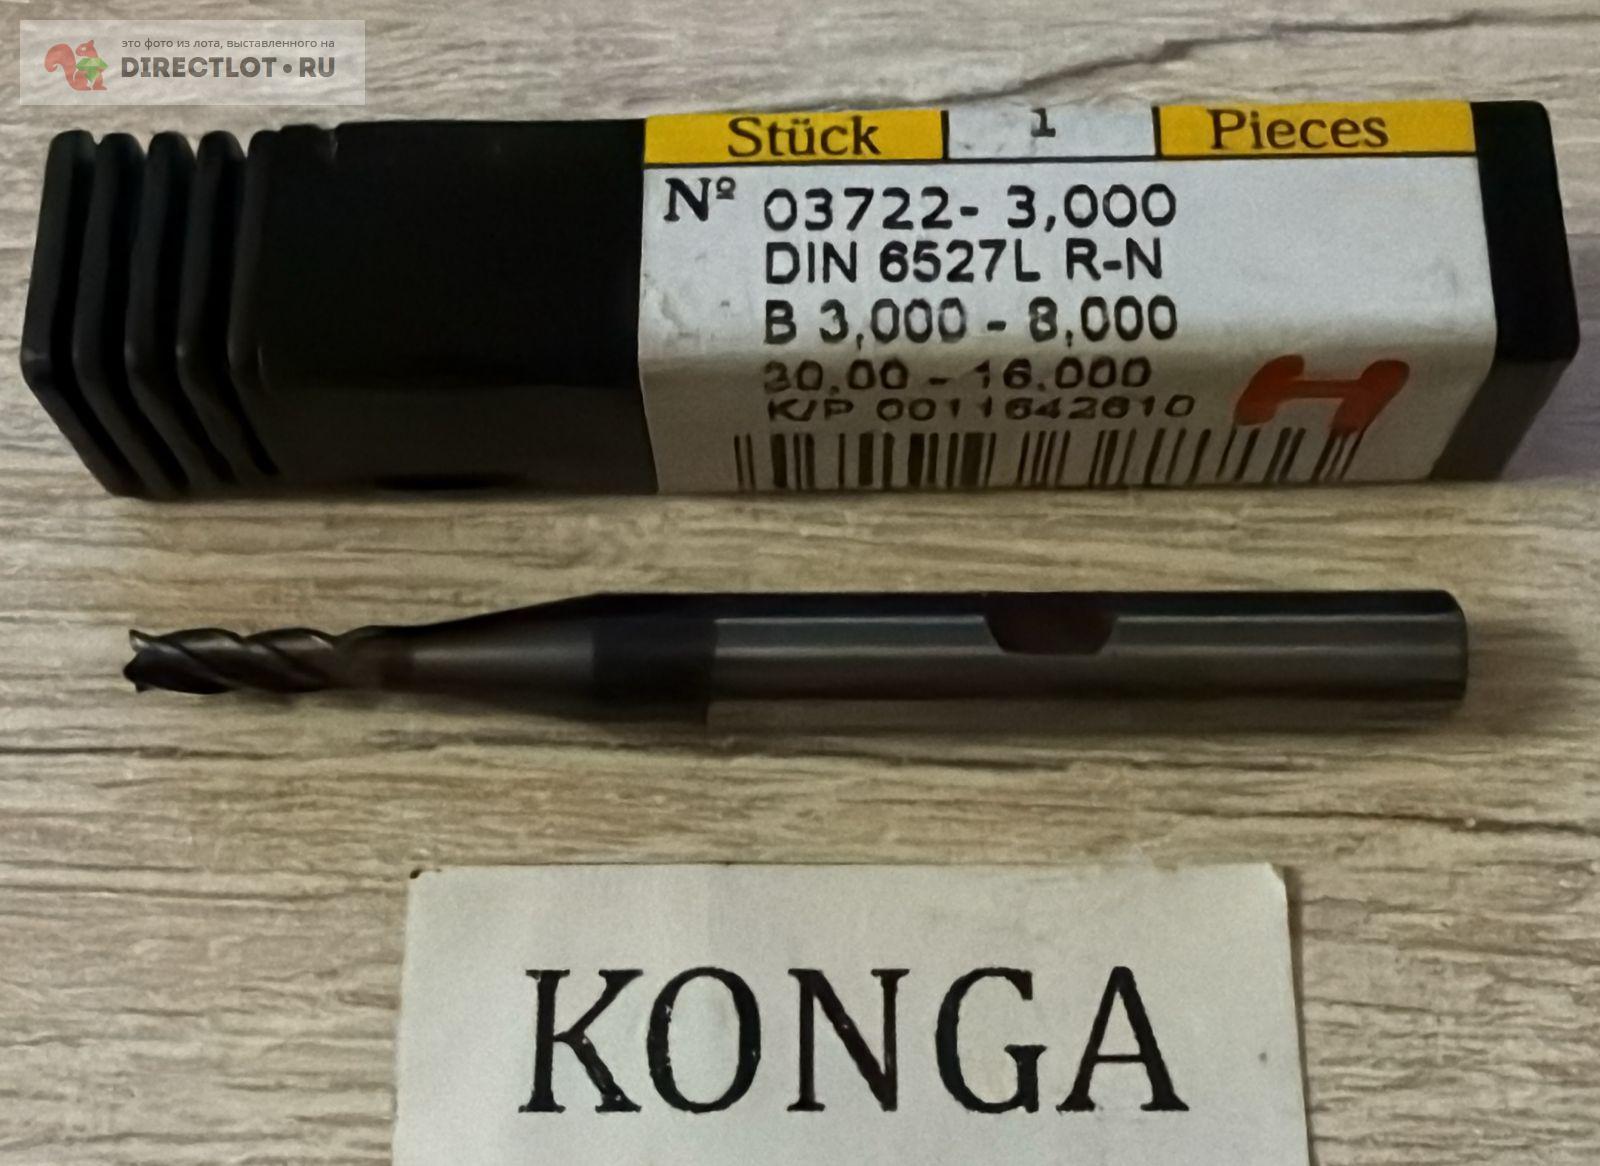 это фото из лота, выставленного на
DIRECTLOT•RU
Stück 1 Pieces
Nº 03722- 3,000
DIN 6527L R-N
B 3,000 - 8,000
30,00 - 16.000
K/P 0011642610
KONGA